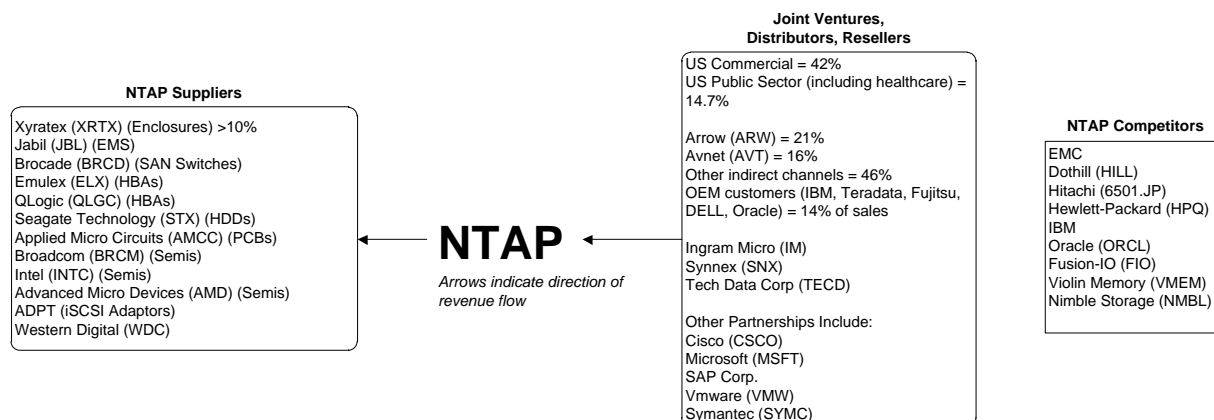 NTAP Suppliers
Xyratex (XRTX) (Enclosures) >10%
Jabil (JBL) (EMS)
Brocade (BRCD) (SAN Switches)
Emulex (ELX) (HBAs)
QLogic (QLGC) (HBAs)
Seagate Technology (STX) (HDDs)
Applied Micro Circuits (AMCC) (PCBs)
Broadcom (BRCM) (Semis)
Intel (INTC) (Semis)
Advanced Micro Devices (AMD) (Semis)
ADPT (iSCSI Adaptors)
Western Digital (WDC)
NTAP
Arrows indicate direction of
revenue flow
Joint Ventures,
Distributors, Resellers
US Commercial = 42%
US Public Sector (including healthcare) =
14.7%
Arrow (ARW) = 21%
Avnet (AVT) = 16%
Other indirect channels = 46%
OEM customers (IBM, Teradata, Fujitsu,
DELL, Oracle) = 14% of sales
Ingram Micro (IM)
Synnex (SNX)
Tech Data Corp (TECD)
Other Partnerships Include:
Cisco (CSCO)
Microsoft (MSFT)
SAP Corp.
Vmware (VMW)
Symantec (SYMC)
NTAP Competitors
EMC
Dothill (HILL)
Hitachi (6501.JP)
Hewlett-Packard (HPQ)
IBM
Oracle (ORCL)
Fusion-IO (FIO)
Violin Memory (VMEM)
Nimble Storage (NMBL)